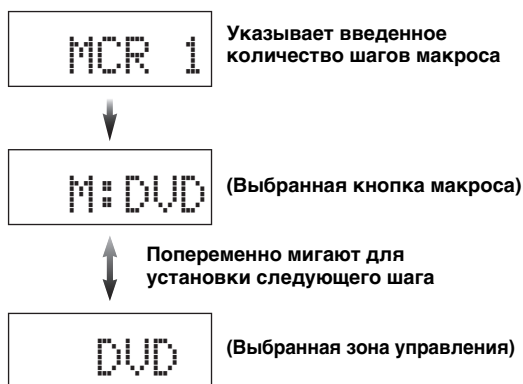 MCR 1
Указывает введенное
количество шагов макроса
M:DVD
(Выбранная кнопка макроса)
Попеременно мигают для
установки следующего шага
DVD
(Выбранная зона управления)